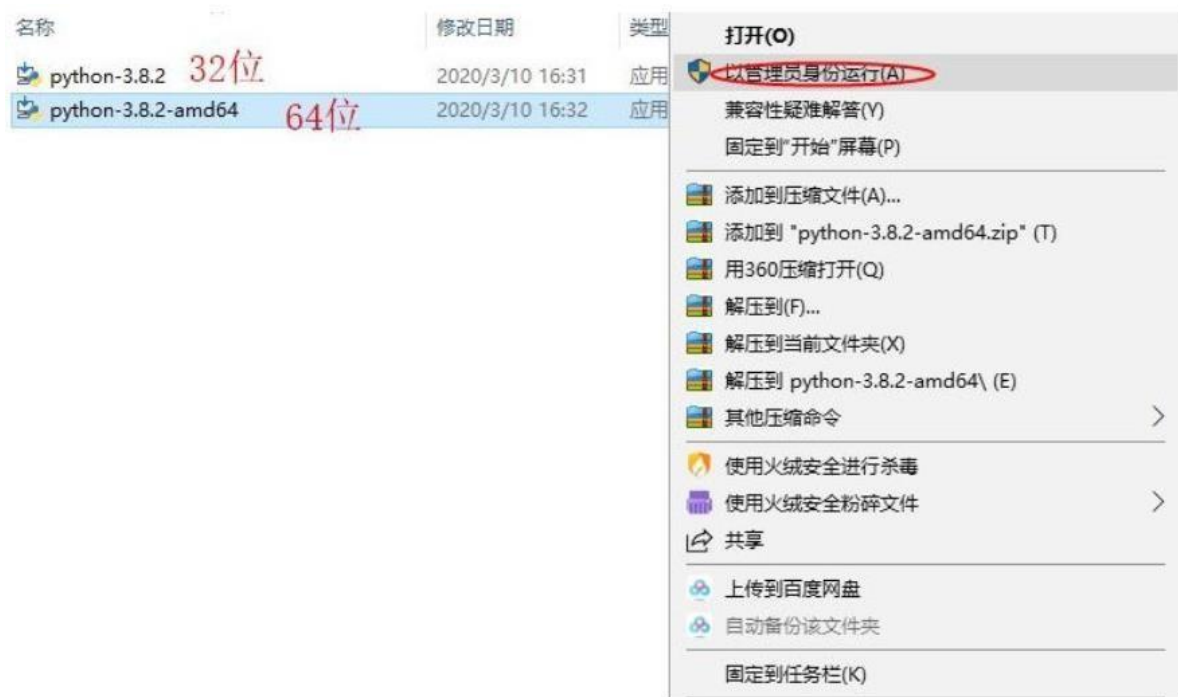 名称 修改日期 类型
python-3.8.2 32位 2020/3/10 16:31 应用
python-3.8.2-amd64 64位 2020/3/10 16:32 应用
打开(O)
以管理员身份运行(A)
兼容性疑难解答(Y)
固定到"开始"屏幕(P)
添加到压缩文件(A)...
添加到 "python-3.8.2-amd64.zip" (T)
用360压缩打开(Q)
解压到(F)...
解压到当前文件夹(X)
解压到 python-3.8.2-amd64\ (E)
其他压缩命令
使用火绒安全进行杀毒
使用火绒安全粉碎文件
共享
上传到百度网盘
自动备份该文件夹
固定到任务栏(K)